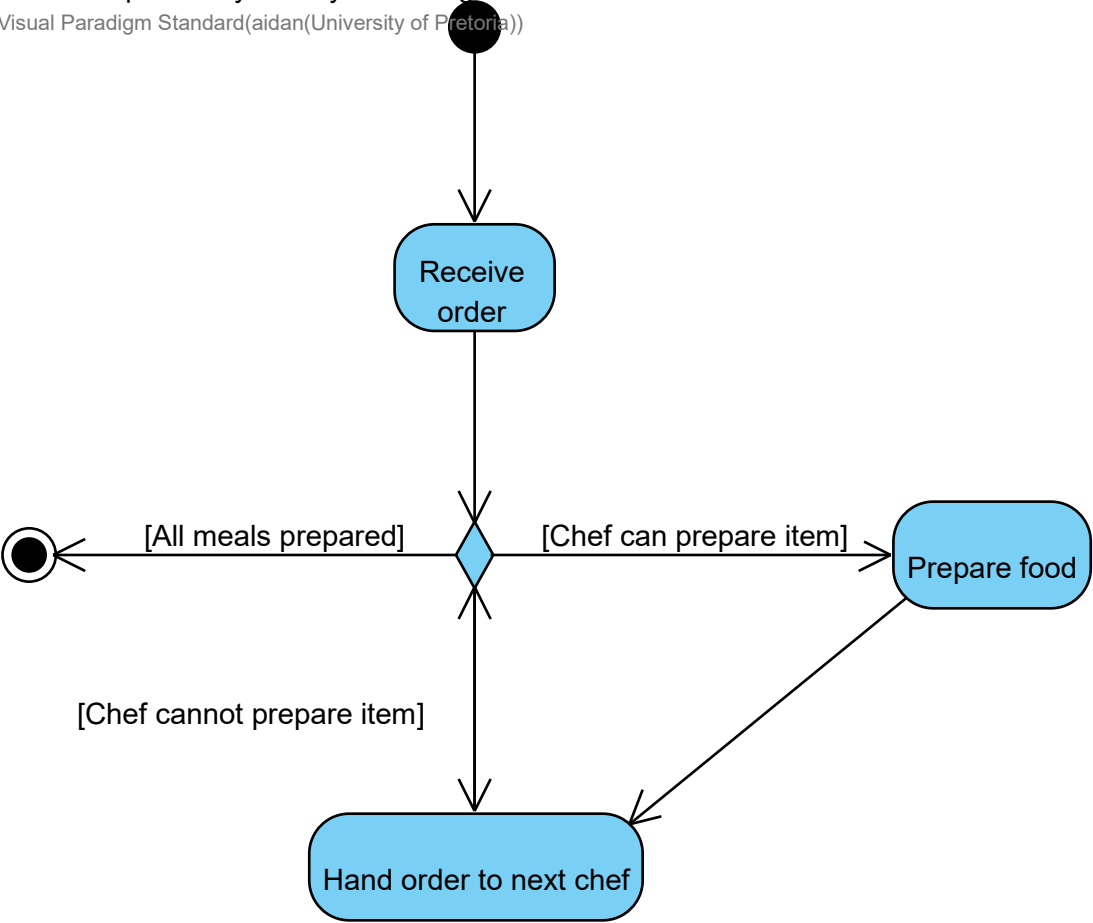 Visual Paradigm Standard(aidan(University of Pretoria))
Receive
order
[All meals prepared]
[Chef can prepare item]
Prepare food
[Chef cannot prepare item]
Hand order to next chef